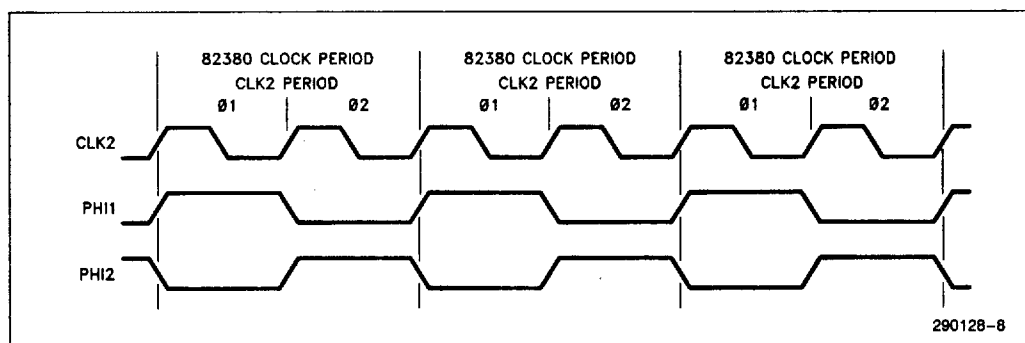 82380 CLOCK PERIOD 82380 CLOCK PERIOD 82380 CLOCK PERIOD
CLK2 PERIOD CLK2 PERIOD CLK2 PERIOD
Ø1 Ø2 Ø1 Ø2 Ø1 Ø2
CLK2
PHI1
PHI2
290128-8